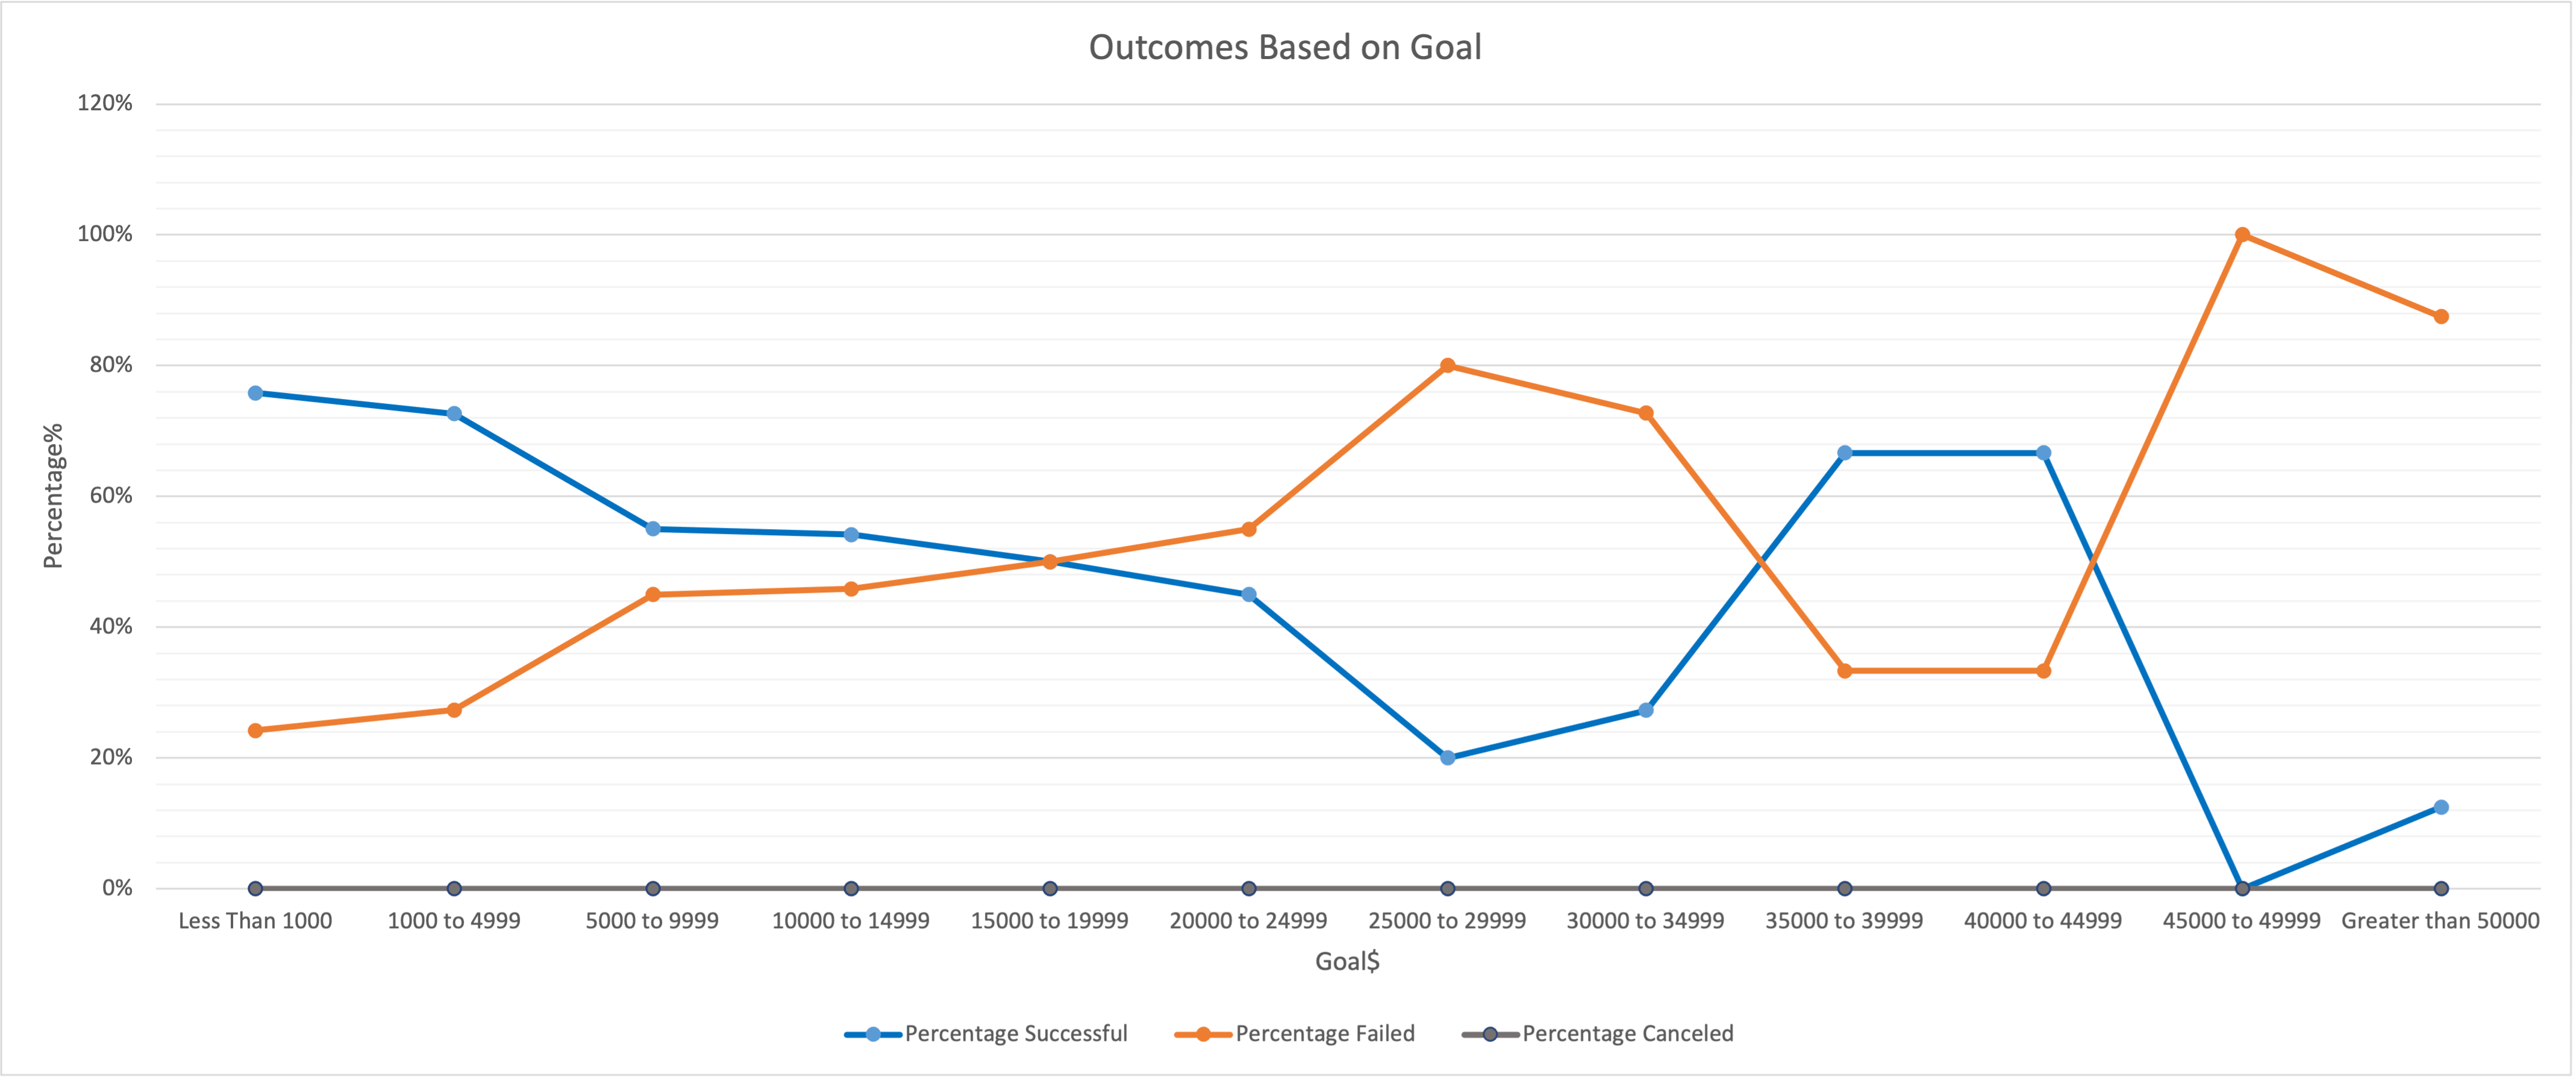 Outcomes Based on Goal
120%
100%
80%
60%
40%
20%
0%
Percentage%
Less Than 1000 1000 to 4999 5000 to 9999 10000 to 14999 15000 to 19999 20000 to 24999 25000 to 29999 30000 to 34999 35000 to 39999 40000 to 44999 45000 to 49999 Greater than 50000
Goal$
Percentage Successful Percentage Failed Percentage Canceled